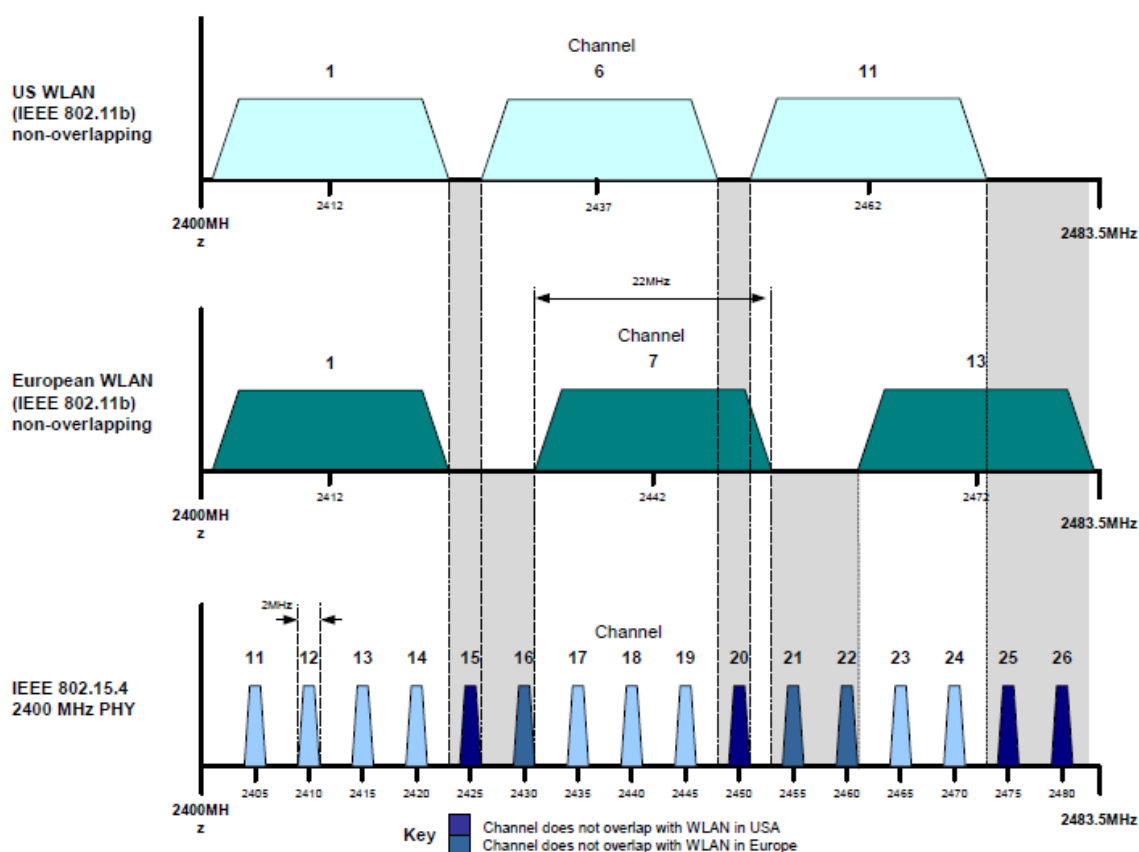 Channel
1 6 11
US WLAN
(IEEE 802.11b)
non-overlapping
2412 2437 2462
2400MH
z
2483.5MHz
22MHz
Channel
1 7 13
European WLAN
(IEEE 802.11b)
non-overlapping
2412 2442 2472
2400MH
z
2483.5MHz
2MHz
Channel
11 12 13 14 15 16 17 18 19 20 21 22 23 24 25 26
IEEE 802.15.4
2400 MHz PHY
2405 2410 2415 2420 2425 2430 2435 2440 2445 2450 2455 2460 2465 2470 2475 2480
2400MH
z
2483.5MHz
Key
Channel does not overlap with WLAN in USA
Channel does not overlap with WLAN in Europe